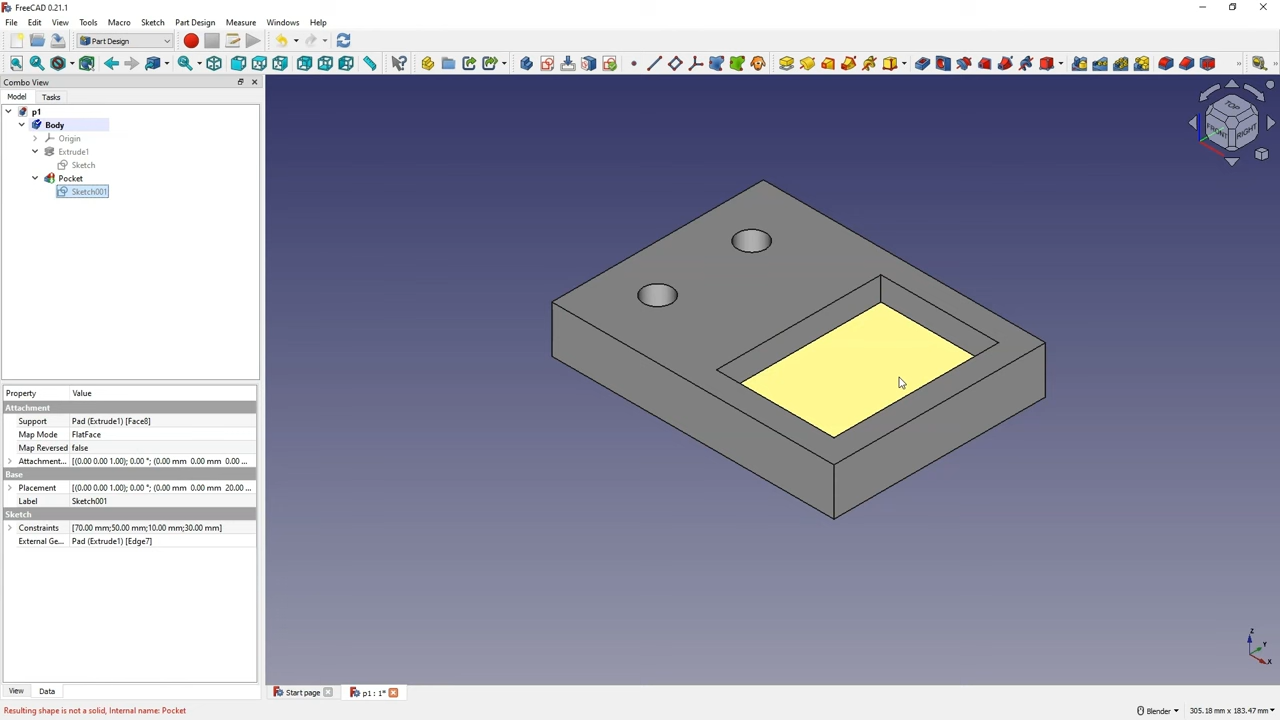 FreeCAD 0.21.1
File Edit View Tools Macro Sketch Part Design Measure Windows Help
Part Design
Combo View
Model Tasks
p1
Body
Origin
Extrude1
Sketch
Pocket
Sketch001
TOP
FRONT RIGHT
Property Value
Attachment
Support Pad (Extrude1) [Face8]
Map Mode FlatFace
Map Reversed false
Attachment... [(0.00 0.00 1.00); 0.00 °; (0.00 mm 0.00 mm 0.00 ...
Base
Placement [(0.00 0.00 1.00); 0.00 °; (0.00 mm 0.00 mm 20.00 ...
Label Sketch001
Sketch
Constraints [70.00 mm;50.00 mm;10.00 mm;30.00 mm]
External Ge... Pad (Extrude1) [Edge7]
Z
Y
X
View Data
Start page p1 : 1*
Resulting shape is not a solid, Internal name: Pocket
Blender 305.18 mm x 183.47 mm